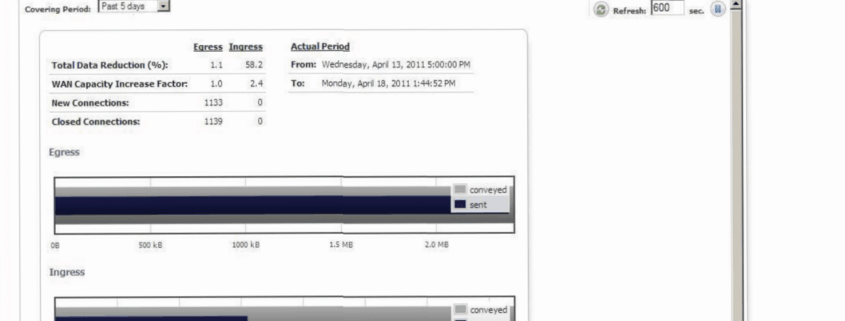 Covering Period: Past 5 days
Refresh: 600 sec.
Egress Ingress
Total Data Reduction (%): 1.1 58.2
WAN Capacity Increase Factor: 1.0 2.4
New Connections: 1133 0
Closed Connections: 1139 0
Actual Period
From: Wednesday, April 13, 2011 5:00:00 PM
To: Monday, April 18, 2011 1:44:52 PM
Egress
conveyed
sent
0B 500 kB 1000 kB 1.5 MB 2.0 MB
Ingress
conveyed